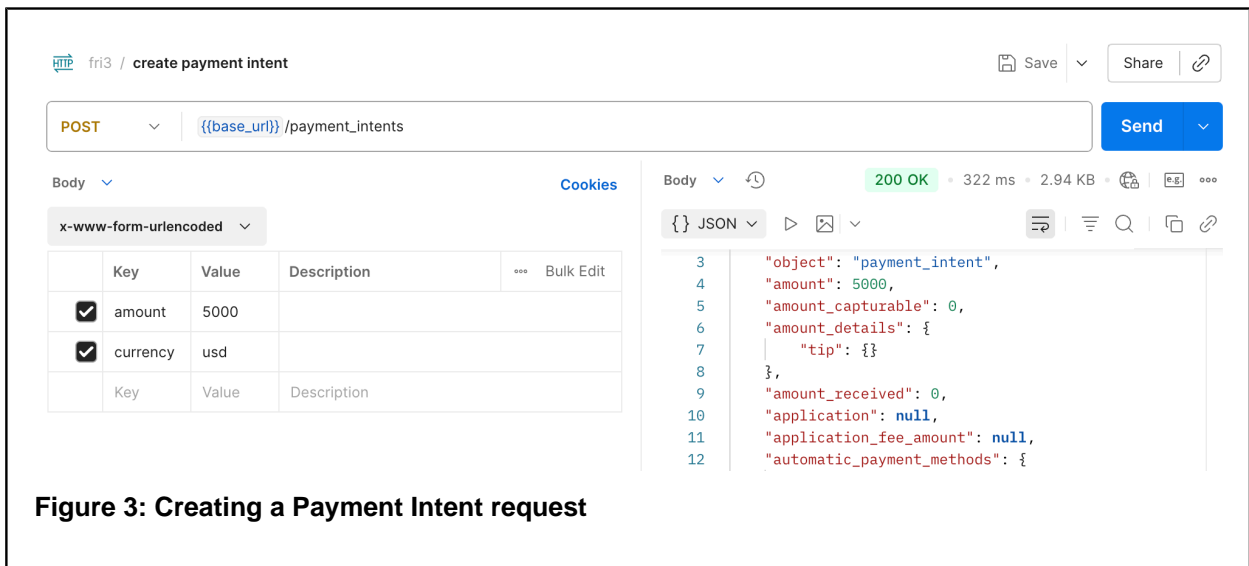 HTTP fri3 / create payment intent Save Share
POST {{base_url}} /payment_intents Send
Body Cookies
x-www-form-urlencoded
Key Value Description Bulk Edit
amount 5000
currency usd
Key Value Description
Body 200 OK 322 ms 2.94 KB e.g.
{} JSON
3 "object": "payment_intent",
4 "amount": 5000,
5 "amount_capturable": 0,
6 "amount_details": {
7 "tip": {}
8 },
9 "amount_received": 0,
10 "application": null,
11 "application_fee_amount": null,
12 "automatic_payment_methods": {
Figure 3: Creating a Payment Intent request